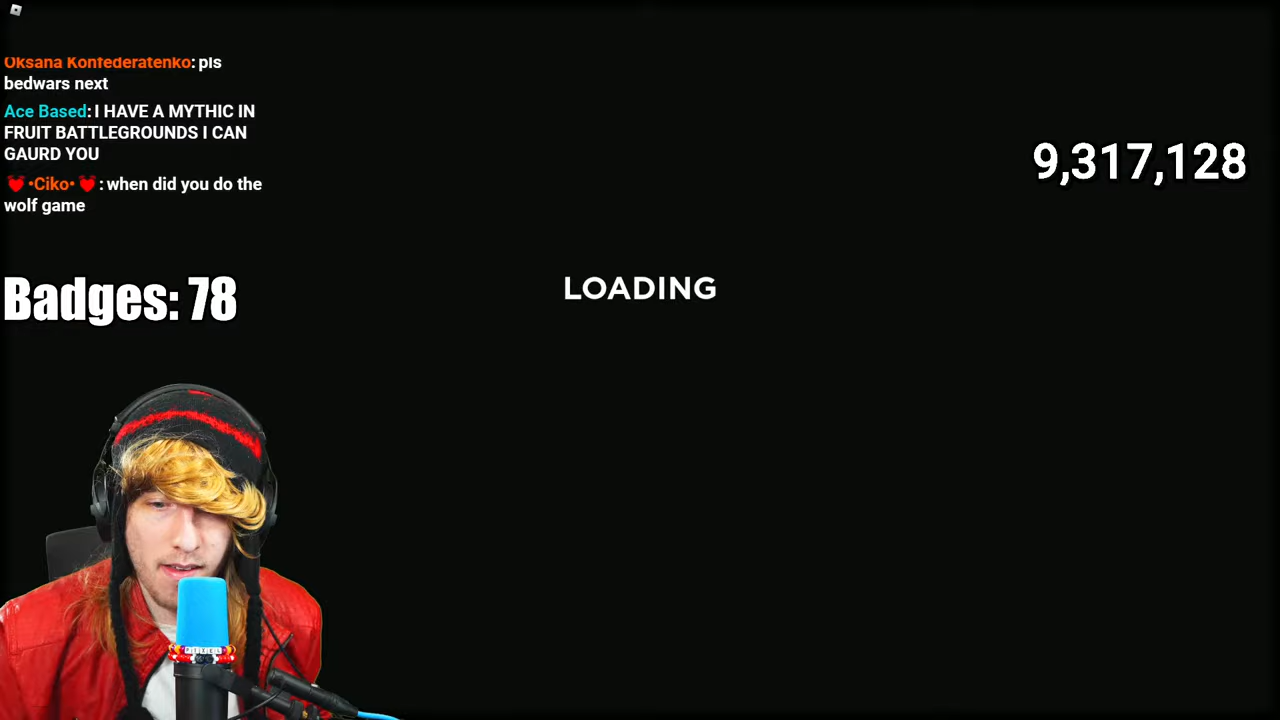 Oksana Konfederatenko: pls
bedwars next
Ace Based: I HAVE A MYTHIC IN
FRUIT BATTLEGROUNDS I CAN
GAURD YOU
•Ciko• : when did you do the
wolf game
9,317,128
LOADING
Badges: 78